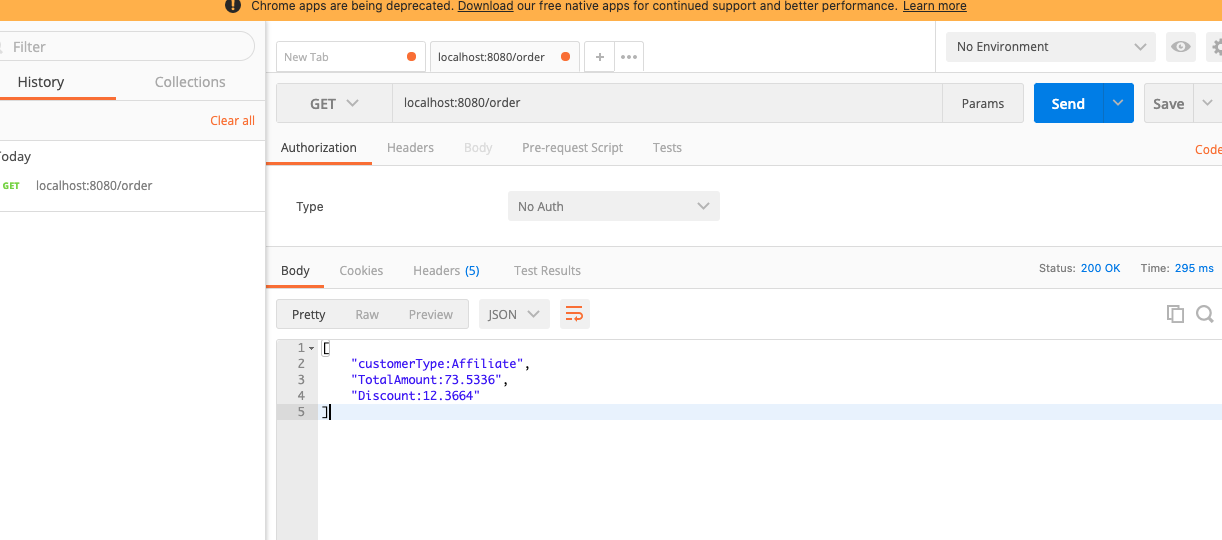 Chrome apps are being deprecated. Download our free native apps for continued support and better performance. Learn more
Filter
History Collections
Clear all
Today
GET localhost:8080/order
New Tab localhost:8080/order + •••
No Environment
GET localhost:8080/order Params Send Save
Authorization Headers Body Pre-request Script Tests Code
Type No Auth
Body Cookies Headers (5) Test Results Status: 200 OK Time: 295 ms
Pretty Raw Preview JSON
1 [
2 "customerType:Affiliate",
3 "TotalAmount:73.5336",
4 "Discount:12.3664"
5 ]